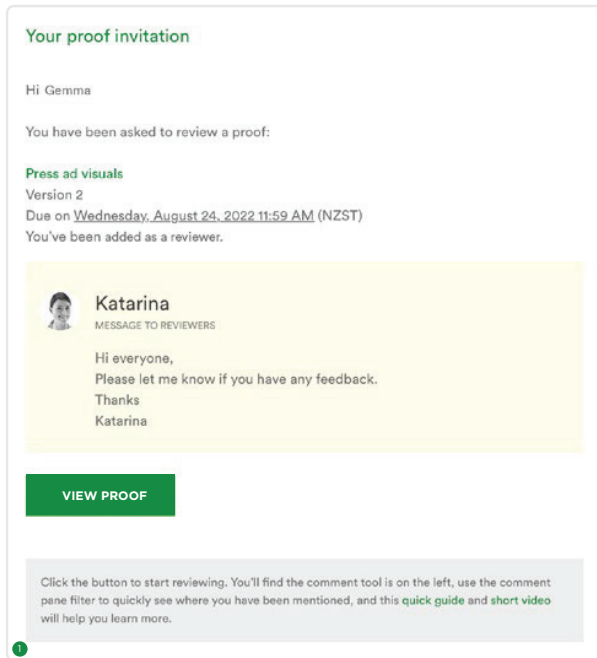 Your proof invitation
Hi Gemma
You have been asked to review a proof:
Press ad visuals
Version 2
Due on Wednesday, August 24, 2022 11:59 AM (NZST)
You've been added as a reviewer.
Katarina
MESSAGE TO REVIEWERS
Hi everyone,
Please let me know if you have any feedback.
Thanks
Katarina
VIEW PROOF
Click the button to start reviewing. You'll find the comment tool is on the left, use the comment
pane filter to quickly see where you have been mentioned, and this quick guide and short video
will help you learn more.
1